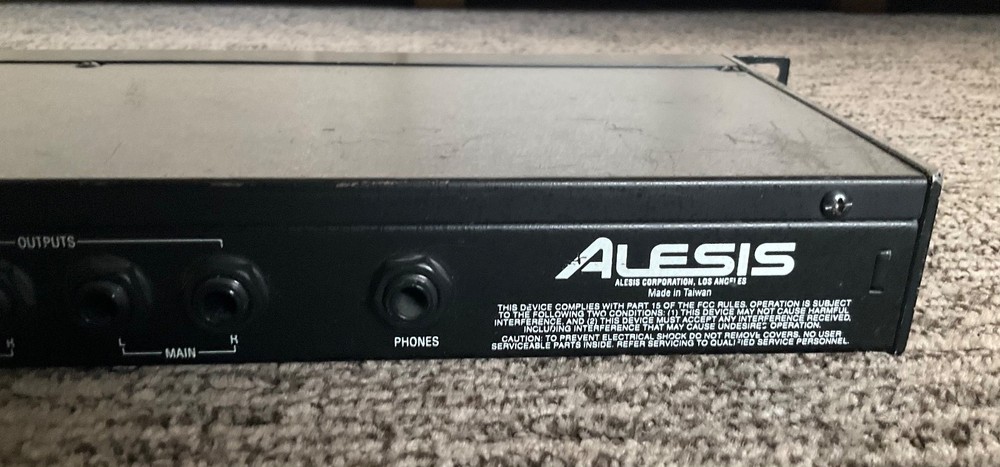 OUTPUTS
L R
MAIN
R
PHONES
ALESIS
ALESIS CORPORATION, LOS ANGELES
Made in Taiwan
THIS DEVICE COMPLIES WITH PART 15 OF THE FCC RULES. OPERATION IS SUBJECT
TO THE FOLLOWING TWO CONDITIONS: (1) THIS DEVICE MAY NOT CAUSE HARMFUL
INTERFERENCE, AND (2) THIS DEVICE MUST ACCEPT ANY INTERFERENCE RECEIVED,
INCLUDING INTERFERENCE THAT MAY CAUSE UNDESIRED OPERATION.
CAUTION: TO PREVENT ELECTRICAL SHOCK DO NOT REMOVE COVERS. NO USER
SERVICEABLE PARTS INSIDE. REFER SERVICING TO QUALIFIED SERVICE PERSONNEL.